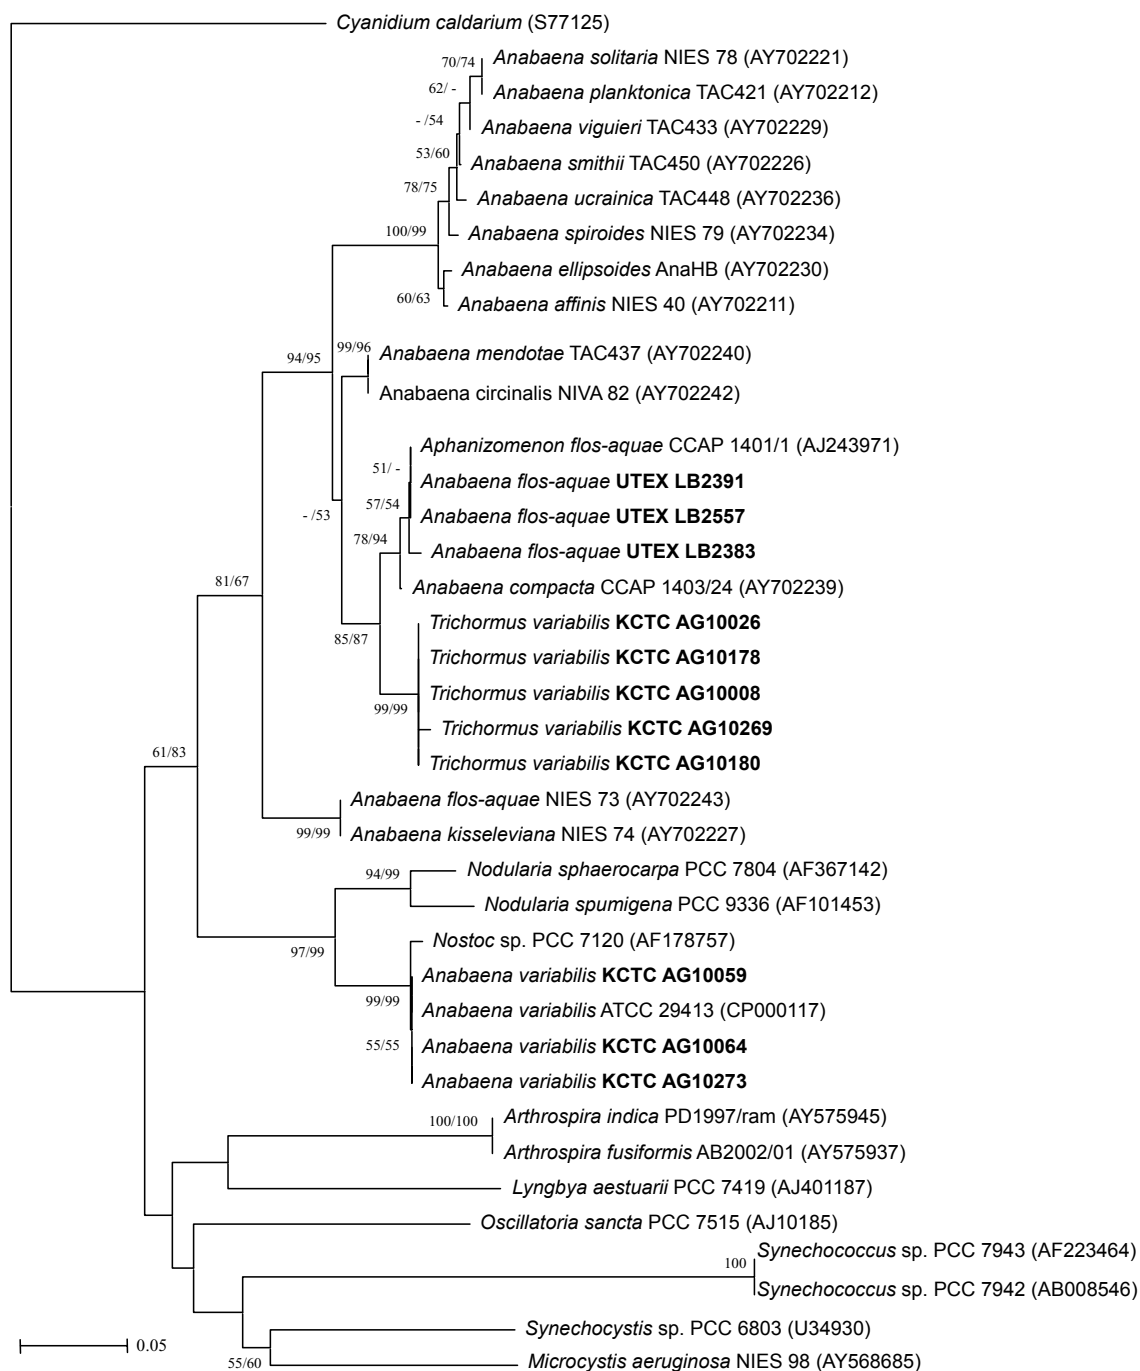 Cyanidium caldarium (S77125)
70/74
Anabaena solitaria NIES 78 (AY702221)
62/ -
Anabaena planktonica TAC421 (AY702212)
- /54
Anabaena viguieri TAC433 (AY702229)
53/60
Anabaena smithii TAC450 (AY702226)
78/75
Anabaena ucrainica TAC448 (AY702236)
100/99
Anabaena spiroides NIES 79 (AY702234)
Anabaena ellipsoides AnaHB (AY702230)
60/63
Anabaena affinis NIES 40 (AY702211)
94/95
99/96
Anabaena mendotae TAC437 (AY702240)
Anabaena circinalis NIVA 82 (AY702242)
Aphanizomenon flos-aquae CCAP 1401/1 (AJ243971)
51/ -
Anabaena flos-aquae UTEX LB2391
57/54
- /53
Anabaena flos-aquae UTEX LB2557
78/94
Anabaena flos-aquae UTEX LB2383
81/67
Anabaena compacta CCAP 1403/24 (AY702239)
Trichormus variabilis KCTC AG10026
85/87
Trichormus variabilis KCTC AG10178
Trichormus variabilis KCTC AG10008
99/99
Trichormus variabilis KCTC AG10269
61/83
Trichormus variabilis KCTC AG10180
Anabaena flos-aquae NIES 73 (AY702243)
99/99
Anabaena kisseleviana NIES 74 (AY702227)
94/99
Nodularia sphaerocarpa PCC 7804 (AF367142)
Nodularia spumigena PCC 9336 (AF101453)
97/99
Nostoc sp. PCC 7120 (AF178757)
Anabaena variabilis KCTC AG10059
99/99
Anabaena variabilis ATCC 29413 (CP000117)
55/55
Anabaena variabilis KCTC AG10064
Anabaena variabilis KCTC AG10273
100/100
Arthrospira indica PD1997/ram (AY575945)
Arthrospira fusiformis AB2002/01 (AY575937)
Lyngbya aestuarii PCC 7419 (AJ401187)
Oscillatoria sancta PCC 7515 (AJ10185)
100
Synechococcus sp. PCC 7943 (AF223464)
Synechococcus sp. PCC 7942 (AB008546)
Synechocystis sp. PCC 6803 (U34930)
0.05
55/60
Microcystis aeruginosa NIES 98 (AY568685)